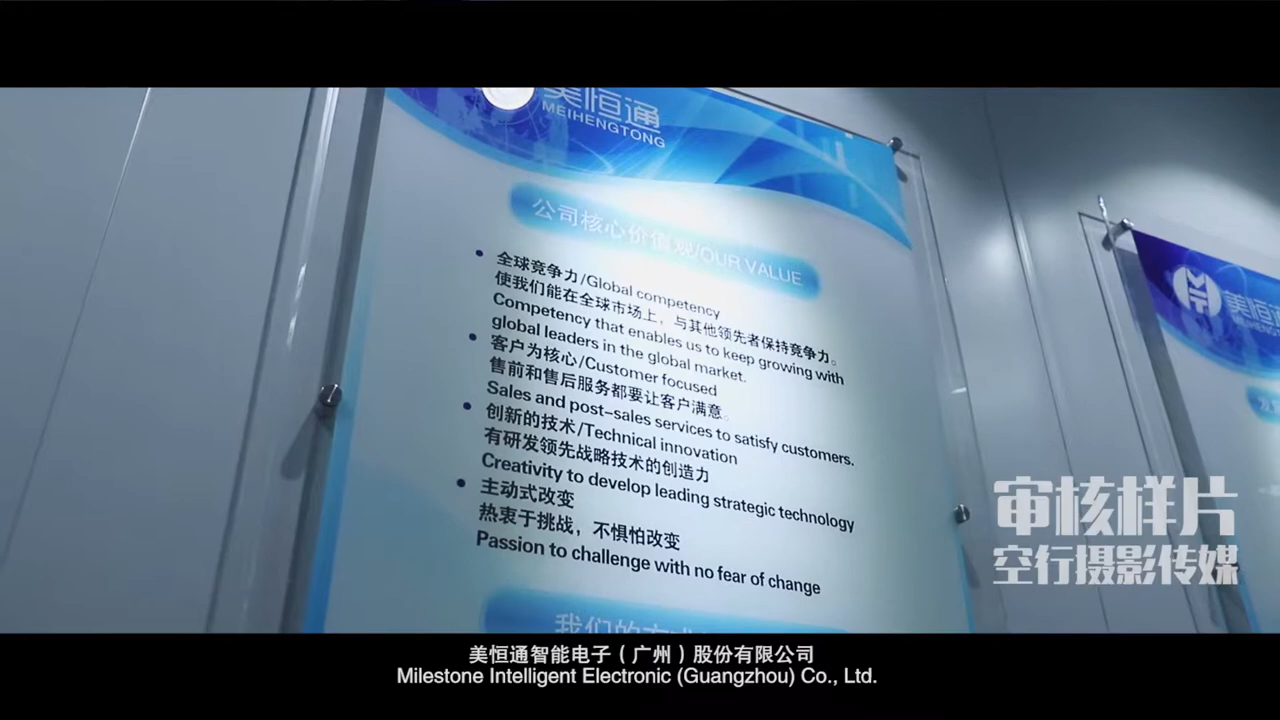 美恒通
MEIHENGTONG
公司核心价值观/OUR VALUE
全球竞争力/Global competency
使我们能在全球市场上，与其他领先者保持竞争力。
Competency that enables us to keep growing with
global leaders in the global market.
客户为核心/Customer focused
售前和售后服务都要让客户满意。
Sales and post-sales services to satisfy customers.
创新的技术/Technical innovation
有研发领先战略技术的创造力
Creativity to develop leading strategic technology
主动式改变
热衷于挑战，不惧怕改变
Passion to challenge with no fear of change
我们的方式
美恒通
审核样片
空行摄影传媒
美恒通智能电子（广州）股份有限公司
Milestone Intelligent Electronic (Guangzhou) Co., Ltd.